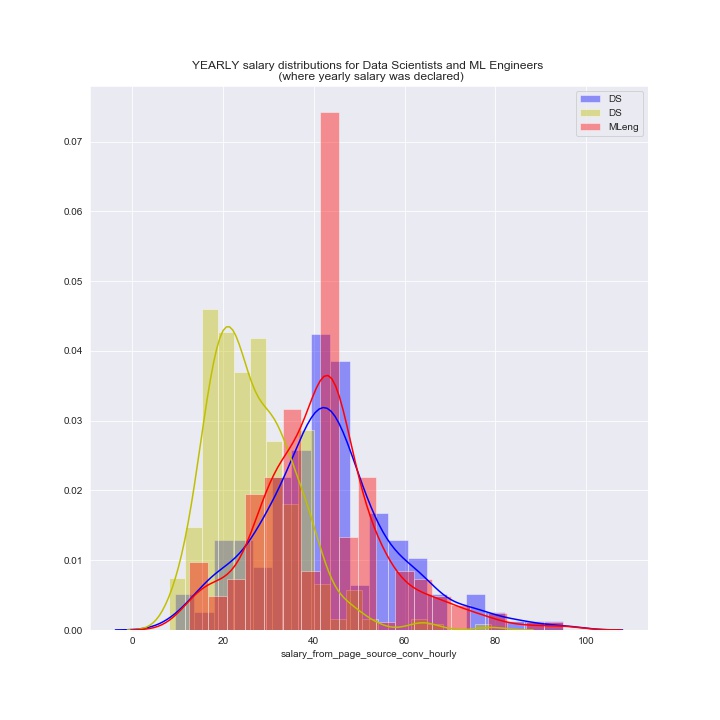 YEARLY salary distributions for Data Scientists and ML Engineers
(where yearly salary was declared)
DS
DS
MLeng
0.07
0.06
0.05
0.04
0.03
0.02
0.01
0.00
0 20 40 60 80 100
salary_from_page_source_conv_hourly